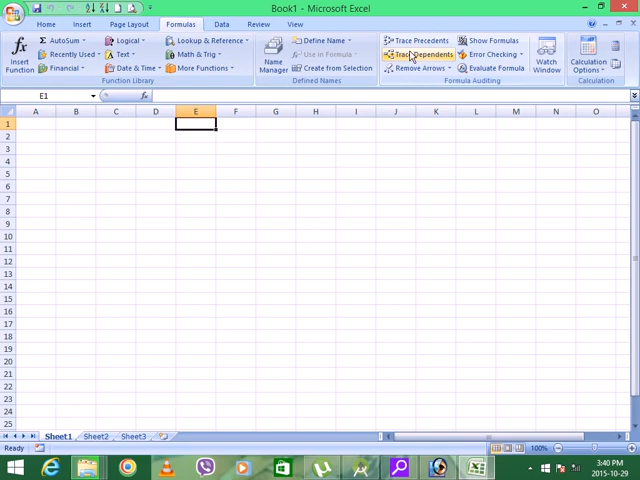 Book1 - Microsoft Excel
Home Insert Page Layout Formulas Data Review View
fx Σ AutoSum Logical Lookup & Reference Define Name Trace Precedents Show Formulas
Recently Used Text Math & Trig Use in Formula Trace Dependents Error Checking
Insert Function Financial Date & Time More Functions Name Manager Create from Selection Remove Arrows Evaluate Formula Watch Window Calculation Options
Function Library Defined Names Formula Auditing Calculation
E1 fx
A B C D E F G H I J K L M N O
1
2
3
4
5
6
7
8
9
10
11
12
13
14
15
16
17
18
19
20
21
22
23
24
25
Sheet1 Sheet2 Sheet3
Ready 100%
3:40 PM
2015-10-29